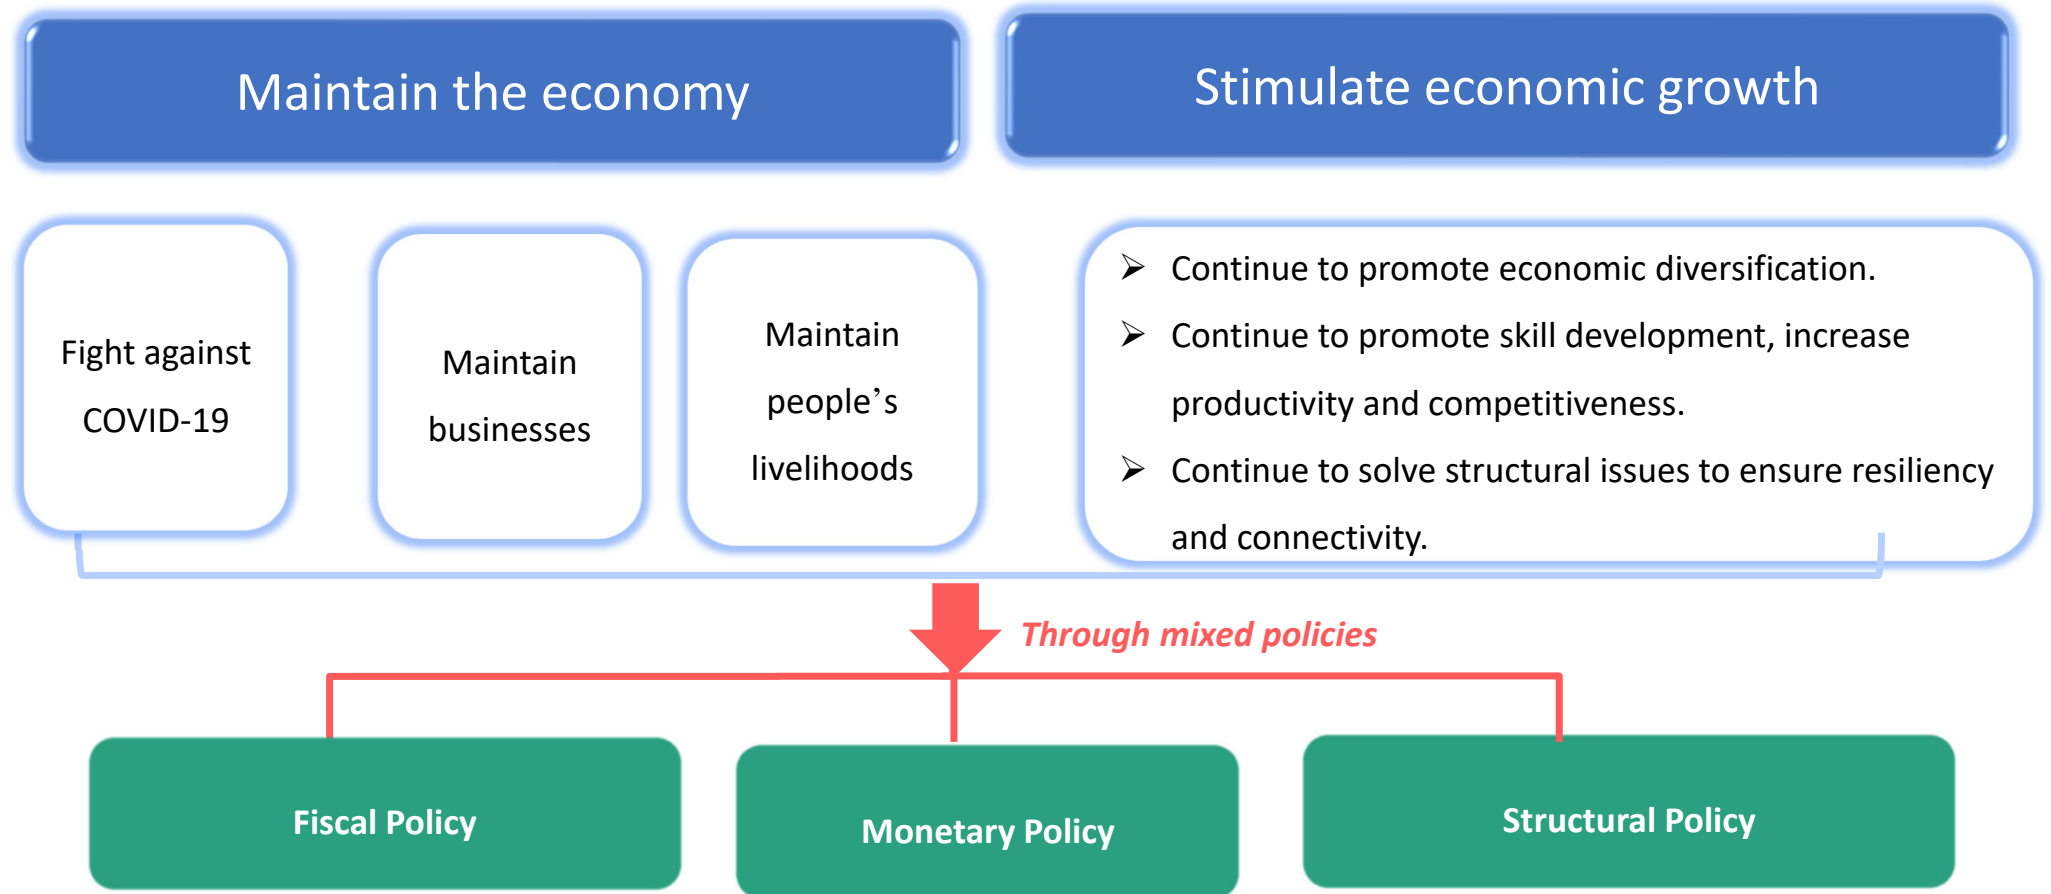 Maintain the economy
Stimulate economic growth
Fight against
COVID-19
Maintain
businesses
Maintain
people’s
livelihoods
➢ Continue to promote economic diversification.
➢ Continue to promote skill development, increase
productivity and competitiveness.
➢ Continue to solve structural issues to ensure resiliency
and connectivity.
Through mixed policies
Fiscal Policy
Monetary Policy
Structural Policy